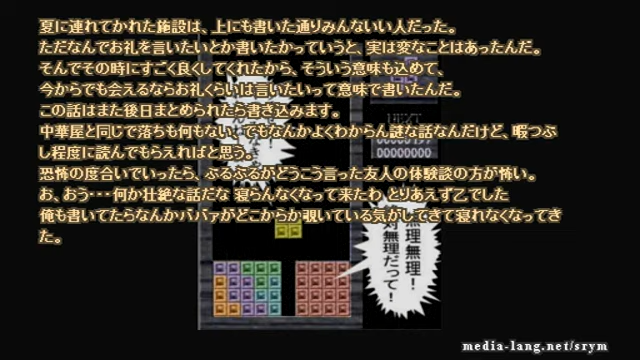 夏に連れてかれた施設は、上にも書いた通りみんないい人だった。
ただなんでお礼を言いたいとか書いたかっていうと、実は変なことはあったんだ。
そんでその時にすごく良くしてくれたから、そういう意味も込めて、
今からでも会えるならお礼くらいは言いたいって意味で書いたんだ。
この話はまた後日まとめられたら書き込みます。
中華屋と同じで落ちも何もない、でもなんかよくわからん謎な話なんだけど、暇つぶ
し程度に読んでもらえればと思う。
恐怖の度合いでいったら、ぶるぶるがどうこう言った友人の体験談の方が怖い。
お、おう・・・何か壮絶な話だな 寝らんなくなって来たわ とりあえず乙でした
俺も書いてたらなんかババァがどこからか覗いている気がしてきて寝れなくなってき
た。
NEXT
00000000
無理無理！
対無理だって！
media-lang.net/srym